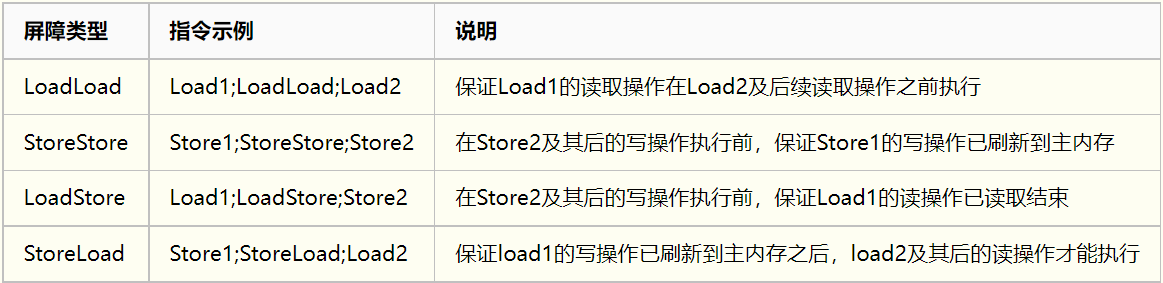 屏障类型 指令示例 说明
LoadLoad Load1;LoadLoad;Load2 保证Load1的读取操作在Load2及后续读取操作之前执行
StoreStore Store1;StoreStore;Store2 在Store2及其后的写操作执行前，保证Store1的写操作已刷新到主内存
LoadStore Load1;LoadStore;Store2 在Store2及其后的写操作执行前，保证Load1的读操作已读取结束
StoreLoad Store1;StoreLoad;Load2 保证load1的写操作已刷新到主内存之后，load2及其后的读操作才能执行